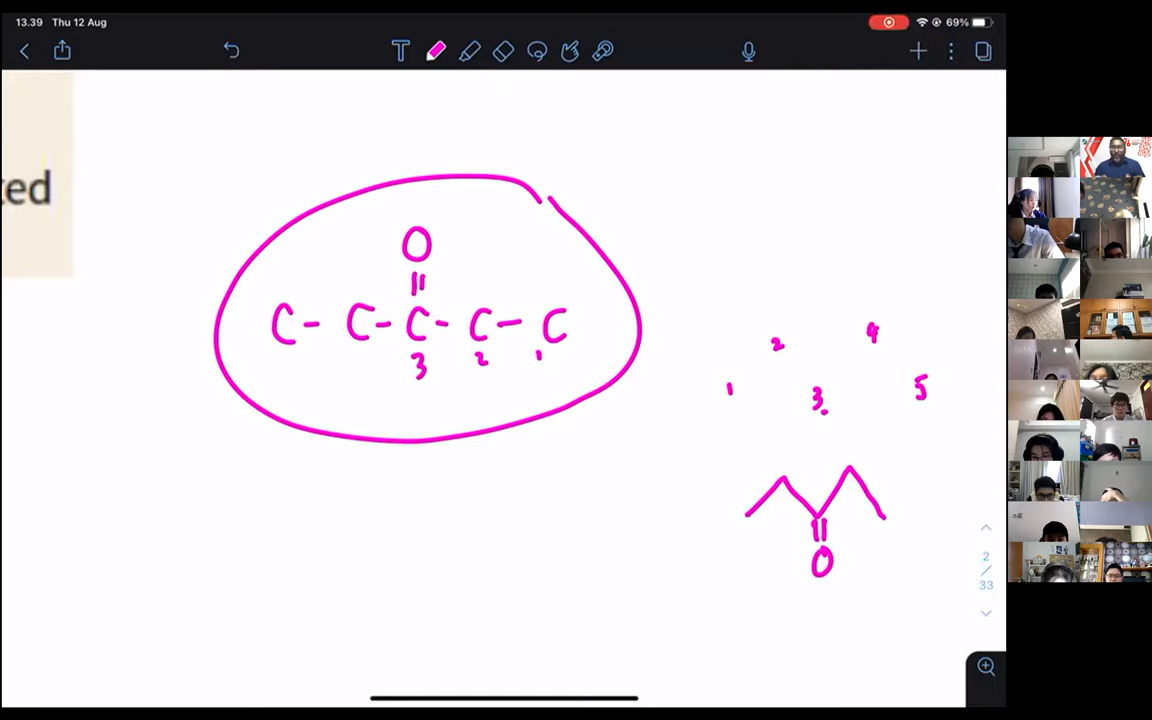 13.39 Thu 12 Aug
69%
T
ted
O
C - C - C - C - C
3 2 1
2 4
1 3. 5
O
2
/
33